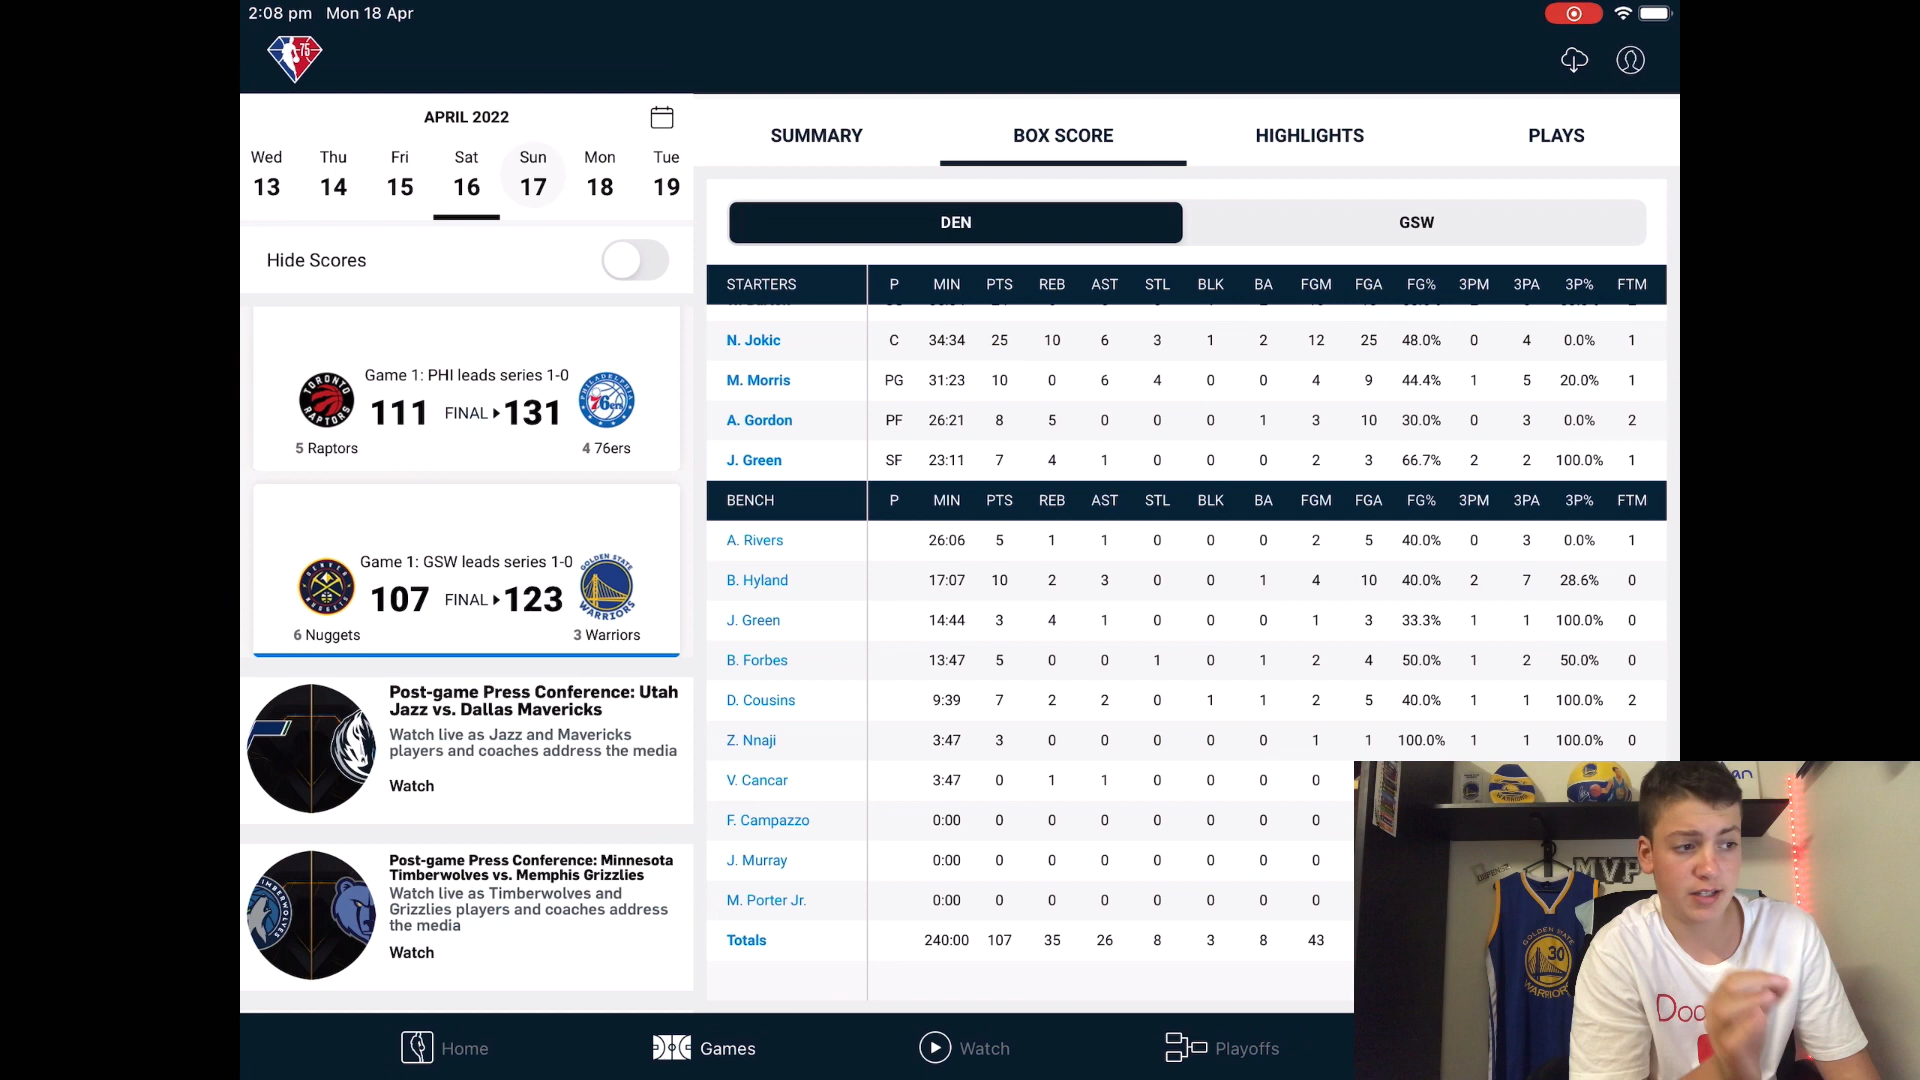 2:08 pm Mon 18 Apr
75
APRIL 2022
Wed Thu Fri Sat Sun Mon Tue
13 14 15 16 17 18 19
Hide Scores
Game 1: PHI leads series 1-0
TORONTO RAPTORS 111 FINAL 131 PHILADELPHIA 76ers
5 Raptors 4 76ers
Game 1: GSW leads series 1-0
DENVER NUGGETS 107 FINAL 123 GOLDEN STATE WARRIORS
6 Nuggets 3 Warriors
Post-game Press Conference: Utah
Jazz vs. Dallas Mavericks
Watch live as Jazz and Mavericks
players and coaches address the media
Watch
Post-game Press Conference: Minnesota
Timberwolves vs. Memphis Grizzlies
Watch live as Timberwolves and
Grizzlies players and coaches address
the media
Watch
SUMMARY BOX SCORE HIGHLIGHTS PLAYS
DEN GSW
STARTERS P MIN PTS REB AST STL BLK BA FGM FGA FG% 3PM 3PA 3P% FTM
N. Jokic C 34:34 25 10 6 3 1 2 12 25 48.0% 0 4 0.0% 1
M. Morris PG 31:23 10 0 6 4 0 0 4 9 44.4% 1 5 20.0% 1
A. Gordon PF 26:21 8 5 0 0 0 1 3 10 30.0% 0 3 0.0% 2
J. Green SF 23:11 7 4 1 0 0 0 2 3 66.7% 2 2 100.0% 1
BENCH P MIN PTS REB AST STL BLK BA FGM FGA FG% 3PM 3PA 3P% FTM
A. Rivers 26:06 5 1 1 0 0 0 2 5 40.0% 0 3 0.0% 1
B. Hyland 17:07 10 2 3 0 0 1 4 10 40.0% 2 7 28.6% 0
J. Green 14:44 3 4 1 0 0 0 1 3 33.3% 1 1 100.0% 0
B. Forbes 13:47 5 0 0 1 0 1 2 4 50.0% 1 2 50.0% 0
D. Cousins 9:39 7 2 2 0 1 1 2 5 40.0% 1 1 100.0% 2
Z. Nnaji 3:47 3 0 0 0 0 0 1 1 100.0% 1 1 100.0% 0
V. Cancar 3:47 0 1 1 0 0 0 0
F. Campazzo 0:00 0 0 0 0 0 0 0
J. Murray 0:00 0 0 0 0 0 0 0
M. Porter Jr. 0:00 0 0 0 0 0 0 0
Totals 240:00 107 35 26 8 3 8 43
MVP
GOLDEN STATE
30
WARRIORS
Home Games Watch Playoffs